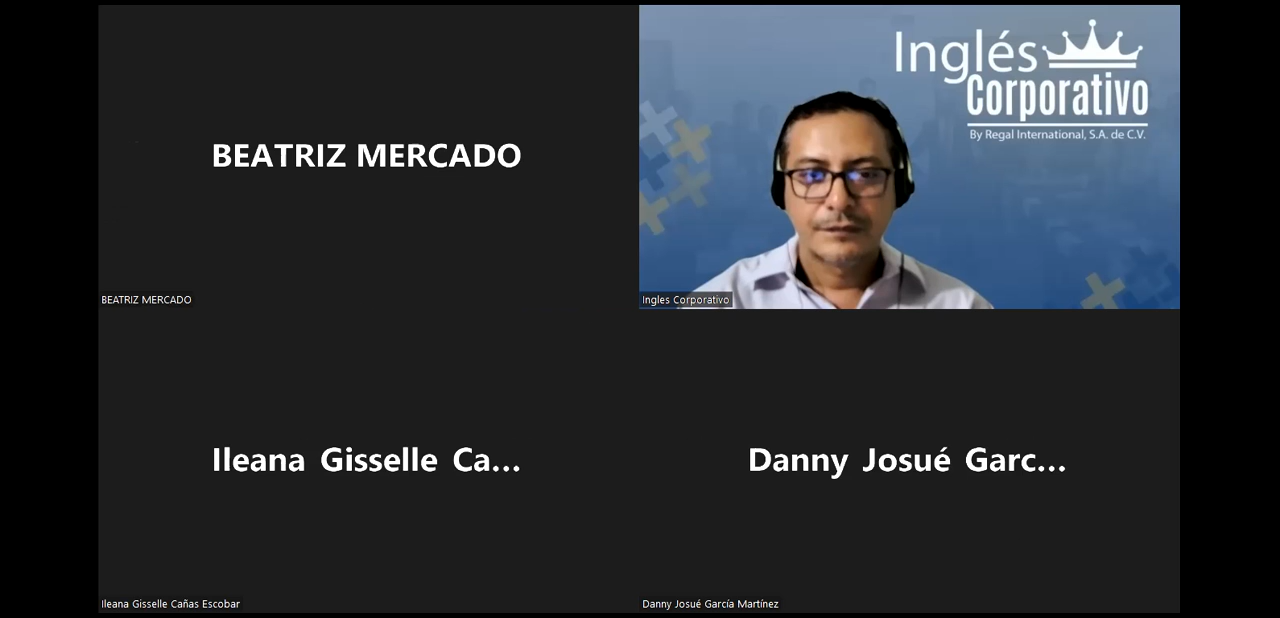 BEATRIZ MERCADO
BEATRIZ MERCADO
Inglés
Corporativo
By Regal International, S.A. de C.V.
Ingles Corporativo
Ileana Gisselle Ca...
Ileana Gisselle Cañas Escobar
Danny Josué Garc...
Danny Josué García Martínez